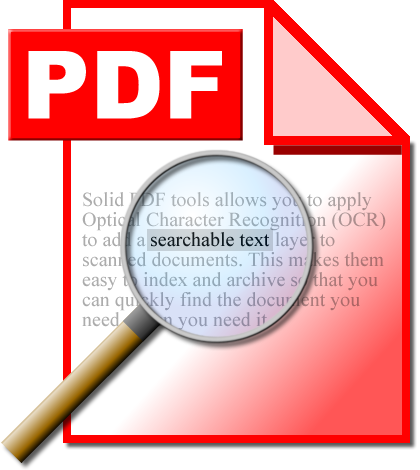 PDF
Solid PDF tools allows you to apply
Optical Character Recognition (OCR)
to add a searchable text layer to
scanned documents. This makes them
easy to index and archive so that you
can quickly find the document you
need when you need it.